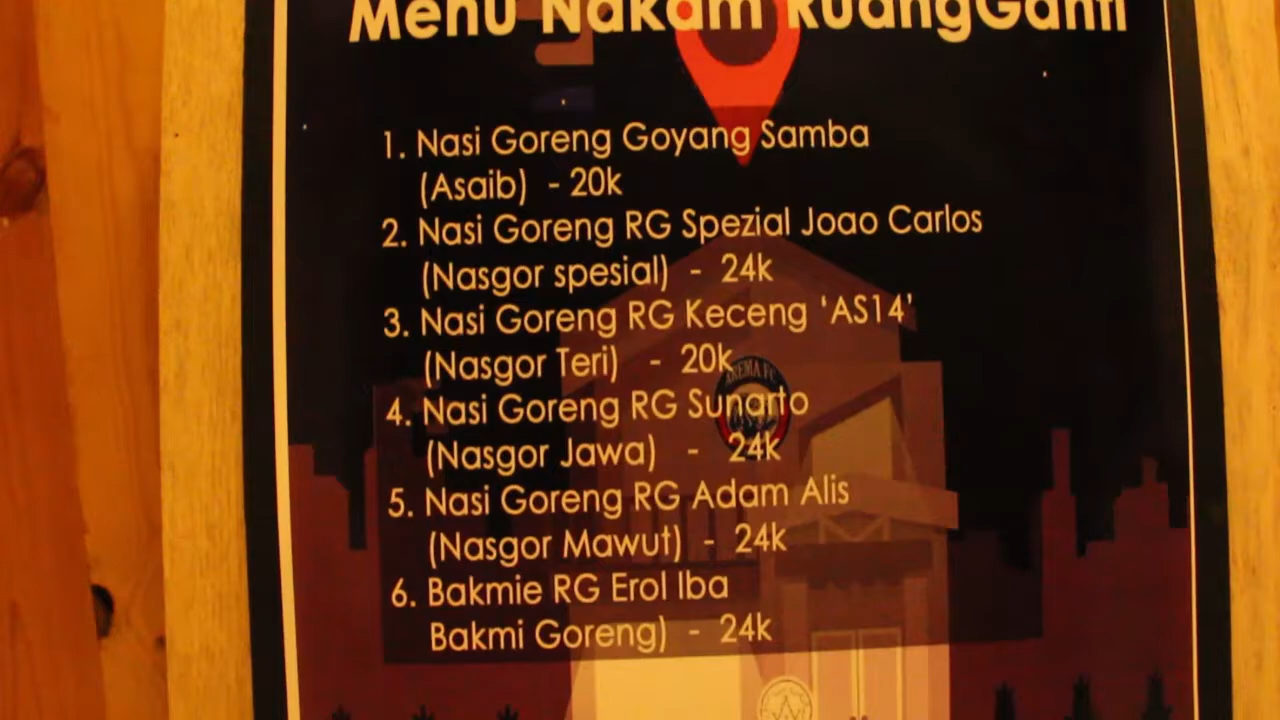 Menu Nakam RuangGanti
1. Nasi Goreng Goyang Samba
(Asaib) - 20k
2. Nasi Goreng RG Spezial Joao Carlos
(Nasgor spesial) - 24k
3. Nasi Goreng RG Keceng ‘AS14’
(Nasgor Teri) - 20k
AREMA FC
4. Nasi Goreng RG Sunarto
(Nasgor Jawa) - 24k
5. Nasi Goreng RG Adam Alis
(Nasgor Mawut) - 24k
6. Bakmie RG Erol Iba
Bakmi Goreng) - 24k